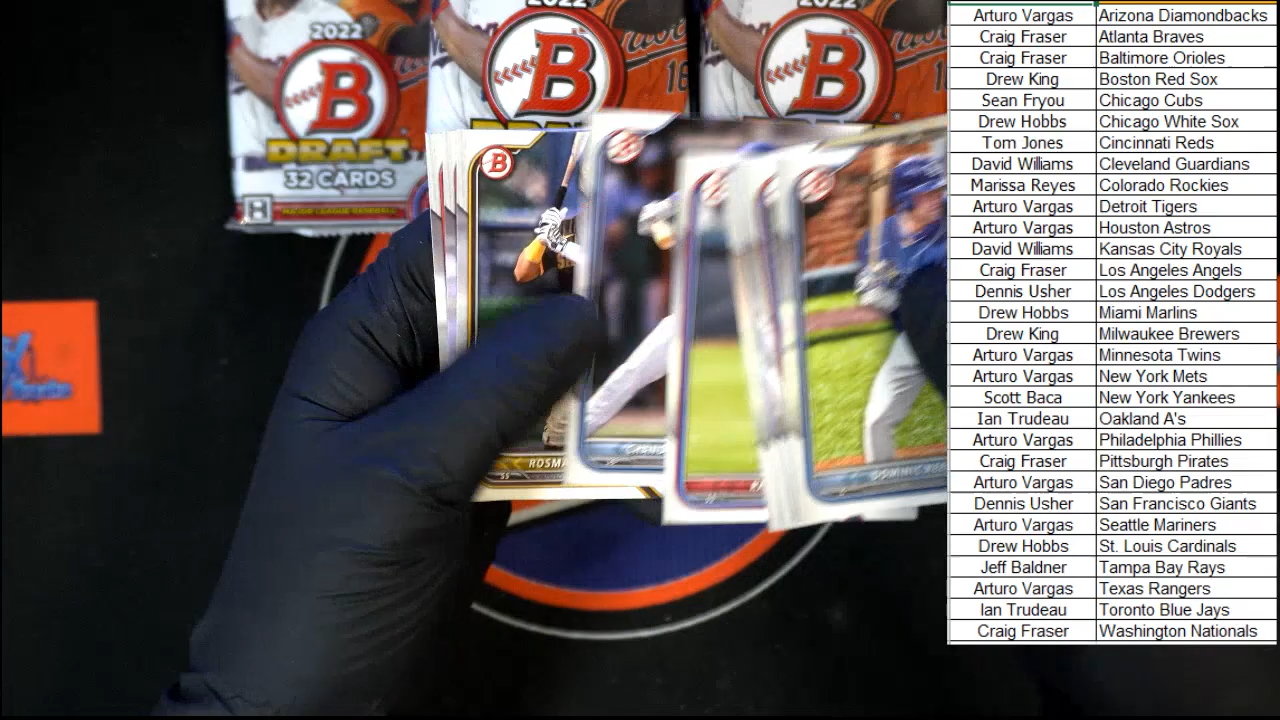 2022
B
DRAFT
32 CARDS
MAJOR LEAGUE BASEBALL
2022
B
16
2022
B
B
ROSMA
SS
Arturo Vargas Arizona Diamondbacks
Craig Fraser Atlanta Braves
Craig Fraser Baltimore Orioles
Drew King Boston Red Sox
Sean Fryou Chicago Cubs
Drew Hobbs Chicago White Sox
Tom Jones Cincinnati Reds
David Williams Cleveland Guardians
Marissa Reyes Colorado Rockies
Arturo Vargas Detroit Tigers
Arturo Vargas Houston Astros
David Williams Kansas City Royals
Craig Fraser Los Angeles Angels
Dennis Usher Los Angeles Dodgers
Drew Hobbs Miami Marlins
Drew King Milwaukee Brewers
Arturo Vargas Minnesota Twins
Arturo Vargas New York Mets
Scott Baca New York Yankees
Ian Trudeau Oakland A's
Arturo Vargas Philadelphia Phillies
Craig Fraser Pittsburgh Pirates
Arturo Vargas San Diego Padres
Dennis Usher San Francisco Giants
Arturo Vargas Seattle Mariners
Drew Hobbs St. Louis Cardinals
Jeff Baldner Tampa Bay Rays
Arturo Vargas Texas Rangers
Ian Trudeau Toronto Blue Jays
Craig Fraser Washington Nationals